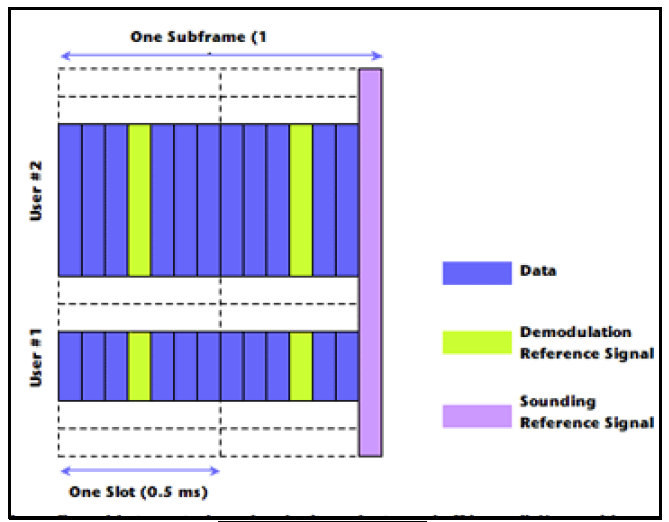 One Subframe (1
User #2
User #1
Data
Demodulation
Reference Signal
Sounding
Reference Signal
One Slot (0.5 ms)